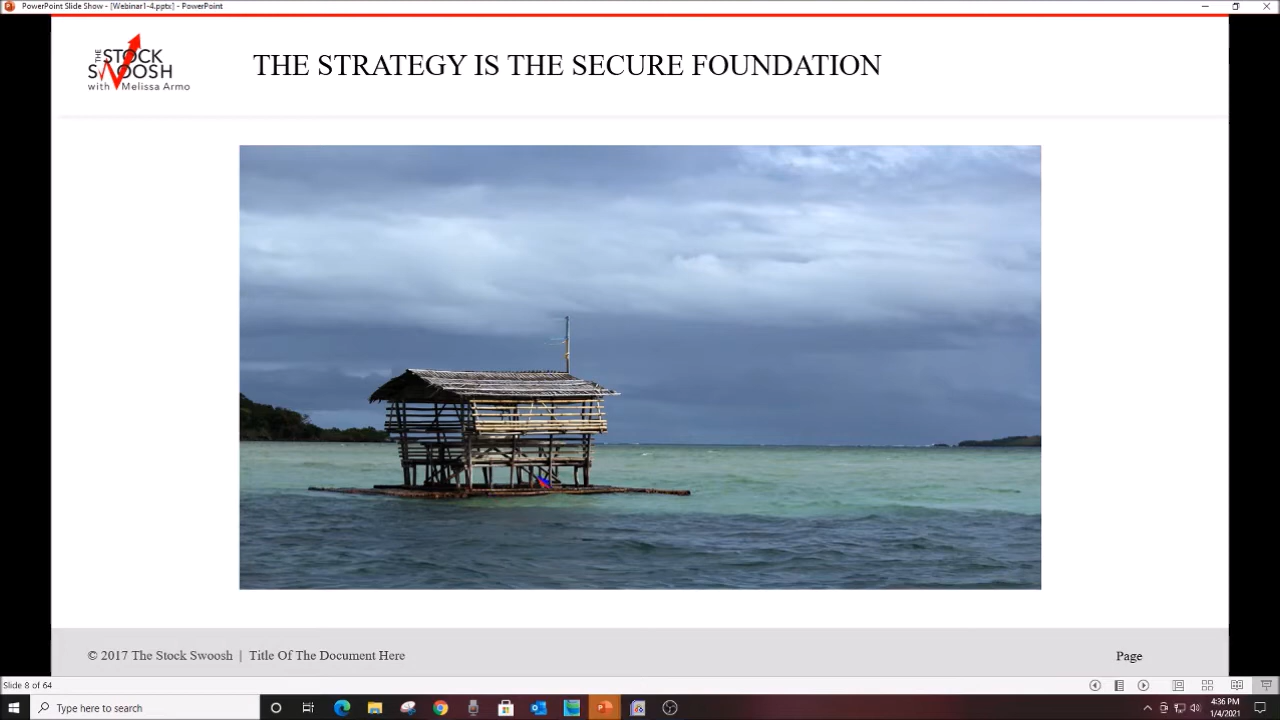 PowerPoint Slide Show - [Webinar1-4.pptx] - PowerPoint
THE STOCK
SWOOSH
with Melissa Armo
THE STRATEGY IS THE SECURE FOUNDATION
© 2017 The Stock Swoosh | Title Of The Document Here
Page
Slide 8 of 64
Type here to search
4:36 PM
1/4/2021